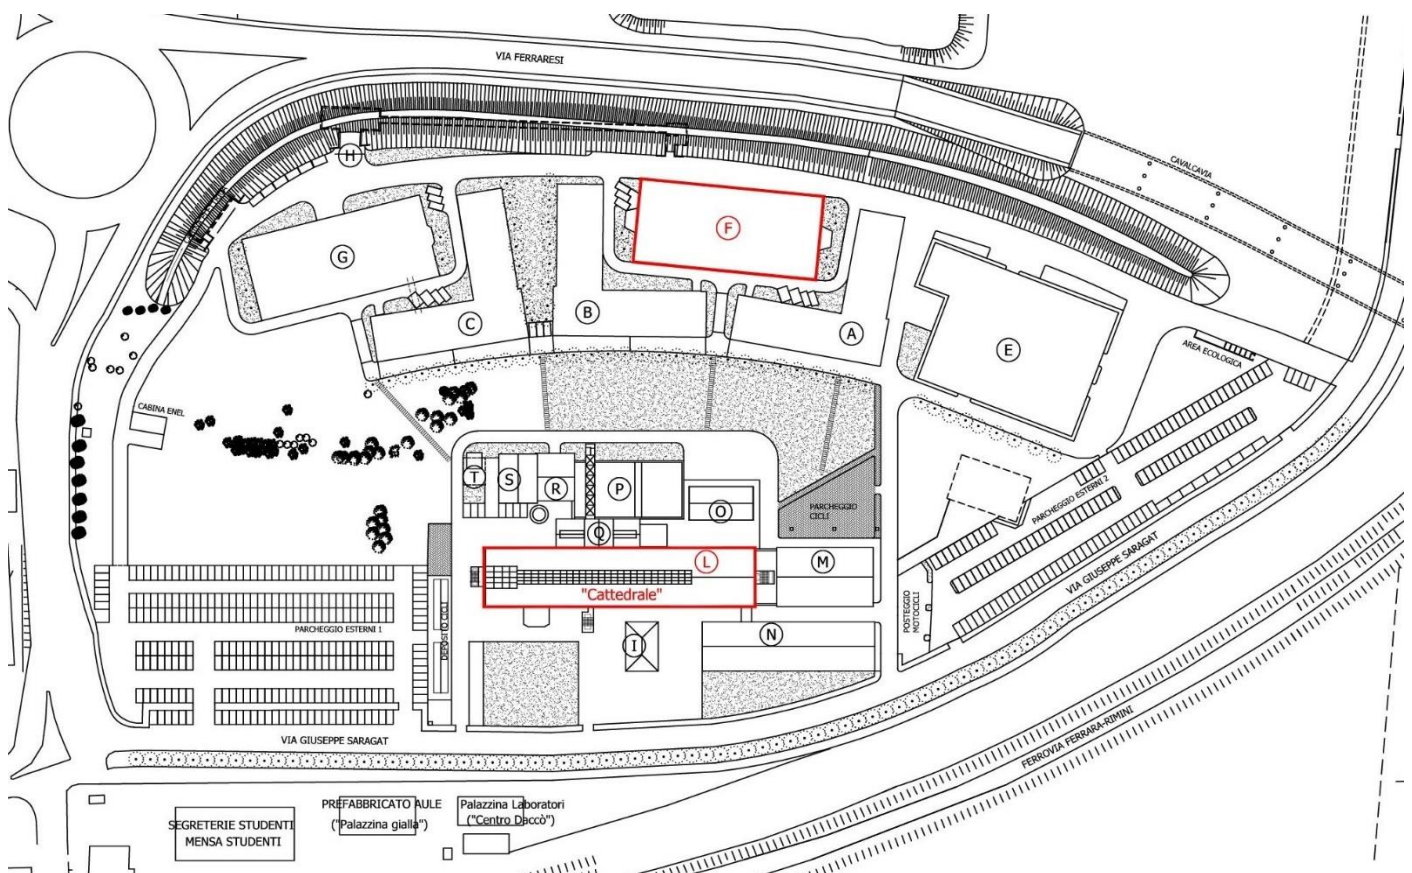 VIA FERRARESI
CAVALCAVIA
H
F
G
C
B
A
E
AREA ECOLOGICA
CABINA ENEL
T
S
R
P
O
PARCHEGGIO
CICLI
PARCHEGGIO ESTERNI 2
Q
L
M
"Cattedrale"
VIA GIUSEPPE SARAGAT
POSTEGGIO
MOTOCICLI
DEPOSITO CICLI
PARCHEGGIO ESTERNI 1
I
N
VIA GIUSEPPE SARAGAT
FERROVIA FERRARA-RIMINI
SEGRETERIE STUDENTI
MENSA STUDENTI
PREFABBRICATO AULE
("Palazzina gialla")
Palazzina Laboratori
("Centro Daccò")